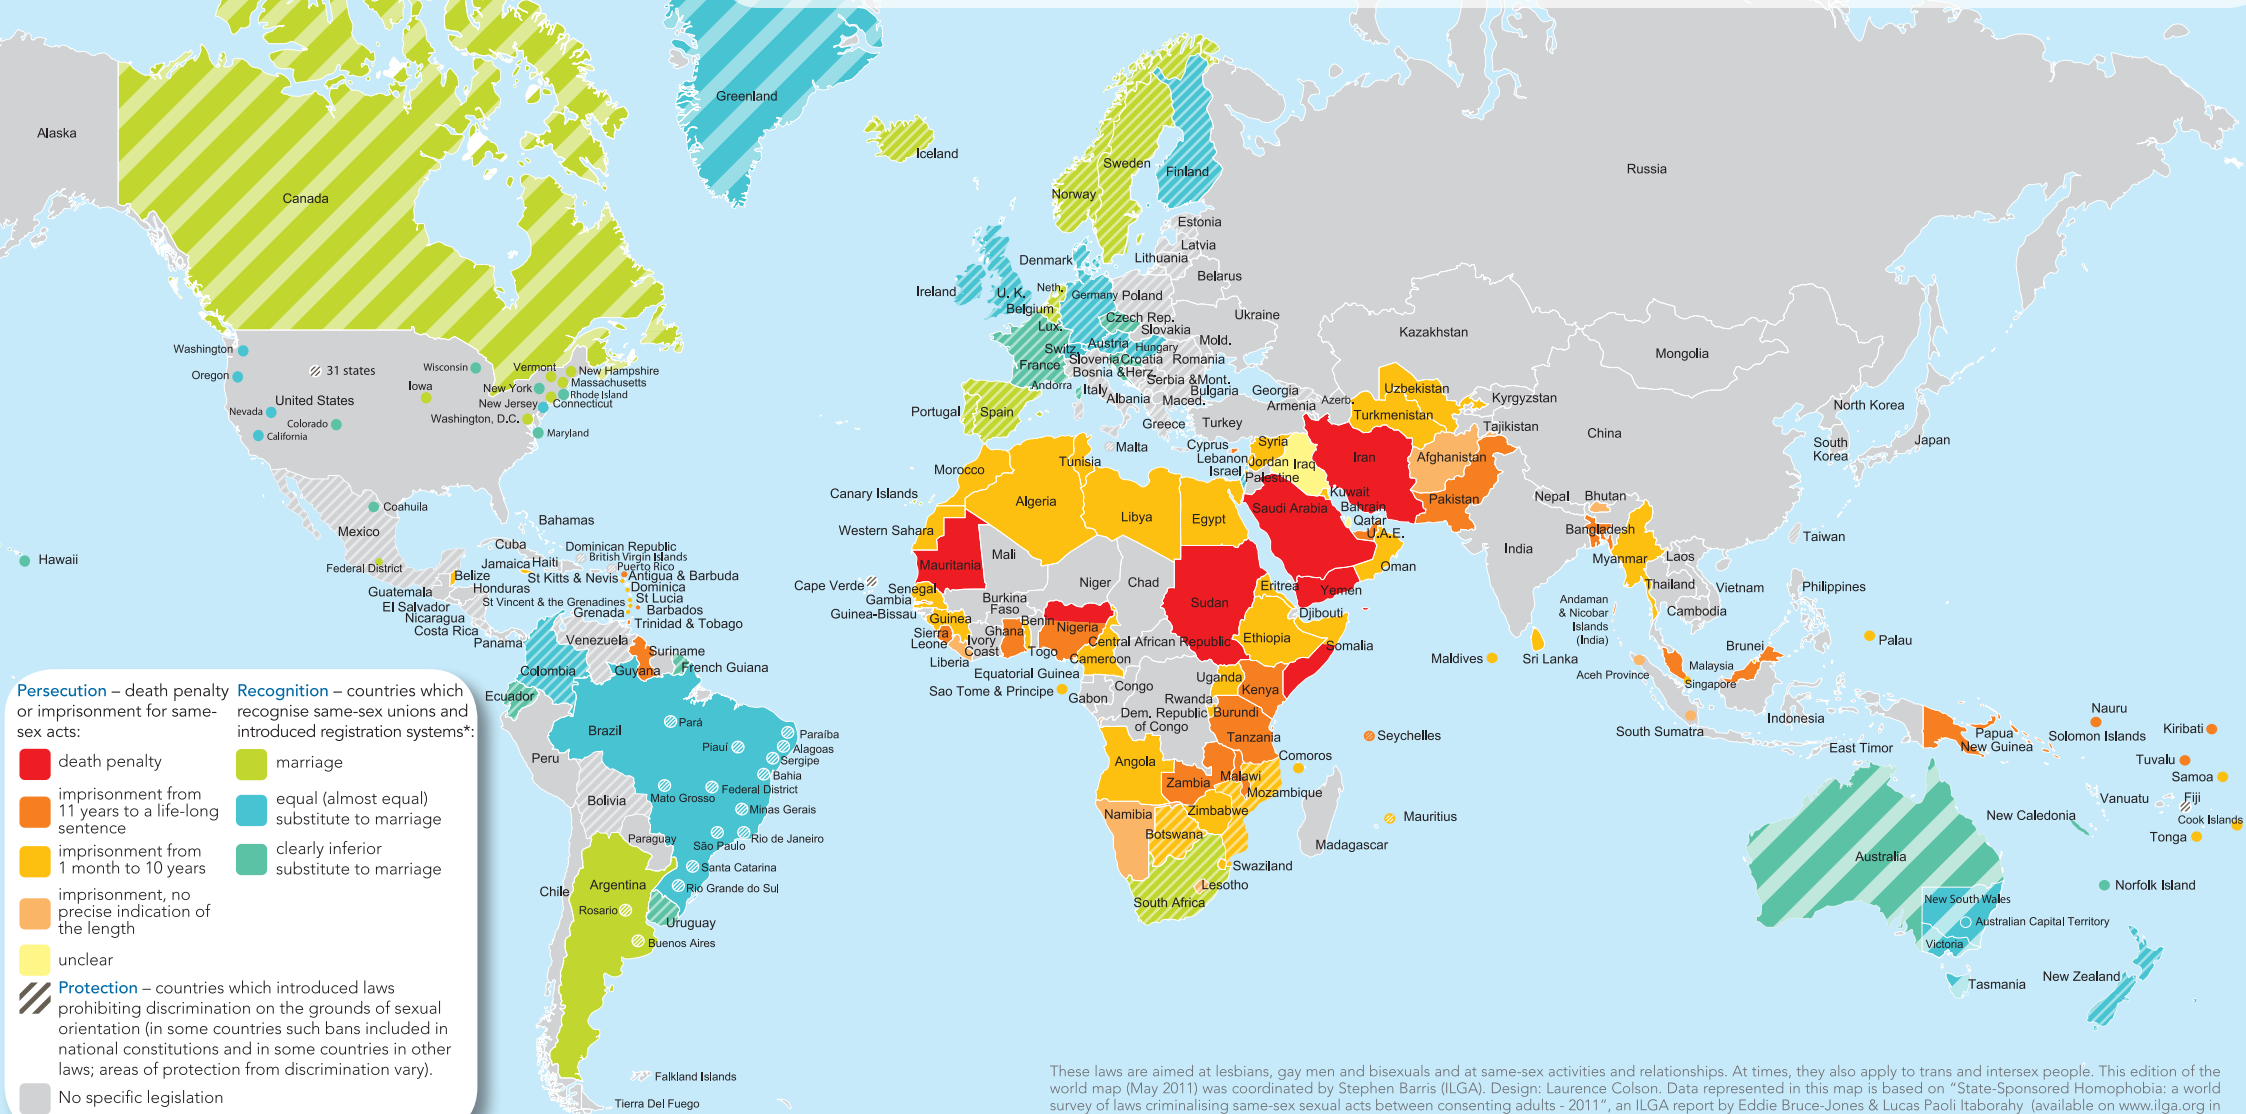 Greenland
Alaska
Canada
Iceland
Sweden
Norway
Finland
Russia
Estonia
Latvia
Lithuania
Belarus
Denmark
Ireland
U. K.
Neth.
Belgium
Germany
Poland
Lux.
Czech Rep.
Slovakia
Ukraine
Switz.
Austria
Hungary
Mold.
France
Slovenia
Croatia
Romania
Bosnia &Herz.
Andorra
Italy
Serbia &Mont.
Bulgaria
Albania
Maced.
Georgia
Armenia
Azerb.
Portugal
Spain
Greece
Turkey
Malta
Cyprus
Lebanon
Israel
Syria
Jordan
Iraq
Palestine
Iran
Kuwait
Bahrain
Qatar
U.A.E.
Saudi Arabia
Oman
Yemen
Kazakhstan
Mongolia
Uzbekistan
Turkmenistan
Kyrgyzstan
Tajikistan
Afghanistan
Pakistan
China
North Korea
South
Korea
Japan
Nepal
Bhutan
Bangladesh
India
Myanmar
Laos
Thailand
Vietnam
Cambodia
Taiwan
Philippines
Andaman
& Nicobar
Islands
(India)
Maldives
Sri Lanka
Aceh Province
Malaysia
Singapore
Brunei
Palau
South Sumatra
Indonesia
East Timor
Papua
New Guinea
Nauru
Solomon Islands
Kiribati
Tuvalu
Samoa
Vanuatu
Fiji
Cook Islands
Tonga
New Caledonia
Norfolk Island
Australia
New South Wales
Australian Capital Territory
Victoria
Tasmania
New Zealand
Washington
Oregon
Nevada
California
31 states
United States
Colorado
Wisconsin
Iowa
Vermont
New Hampshire
Massachusetts
New York
Rhode Island
New Jersey
Connecticut
Washington, D.C.
Maryland
Hawaii
Coahuila
Mexico
Federal District
Bahamas
Cuba
Dominican Republic
British Virgin Islands
Puerto Rico
Jamaica
Haiti
Belize
St Kitts & Nevis
Antigua & Barbuda
Dominica
Honduras
Guatemala
St Lucia
St Vincent & the Grenadines
El Salvador
Barbados
Nicaragua
Grenada
Costa Rica
Trinidad & Tobago
Panama
Venezuela
Suriname
Colombia
Guyana
French Guiana
Ecuador
Brazil
Pará
Piauí
Paraíba
Alagoas
Sergipe
Bahia
Peru
Mato Grosso
Federal District
Minas Gerais
Bolivia
Rio de Janeiro
Paraguay
São Paulo
Santa Catarina
Chile
Argentina
Rio Grande do Sul
Rosario
Uruguay
Buenos Aires
Falkland Islands
Tierra Del Fuego
Canary Islands
Morocco
Tunisia
Algeria
Libya
Egypt
Western Sahara
Mauritania
Mali
Niger
Chad
Sudan
Eritrea
Djibouti
Cape Verde
Senegal
Gambia
Guinea-Bissau
Burkina
Faso
Guinea
Sierra
Leone
Ivory
Coast
Ghana
Benin
Togo
Nigeria
Liberia
Central African Republic
Ethiopia
Somalia
Cameroon
Equatorial Guinea
Sao Tome & Principe
Gabon
Congo
Uganda
Kenya
Rwanda
Dem. Republic
of Congo
Burundi
Tanzania
Seychelles
Angola
Comoros
Zambia
Malawi
Mozambique
Zimbabwe
Namibia
Botswana
Mauritius
Madagascar
Swaziland
Lesotho
South Africa
Persecution – death penalty
or imprisonment for same-
sex acts:
death penalty
imprisonment from
11 years to a life-long
sentence
imprisonment from
1 month to 10 years
imprisonment, no
precise indication of
the length
unclear
Recognition – countries which
recognise same-sex unions and
introduced registration systems*:
marriage
equal (almost equal)
substitute to marriage
clearly inferior
substitute to marriage
Protection – countries which introduced laws
prohibiting discrimination on the grounds of sexual
orientation (in some countries such bans included in
national constitutions and in some countries in other
laws; areas of protection from discrimination vary).
No specific legislation
These laws are aimed at lesbians, gay men and bisexuals and at same-sex activities and relationships. At times, they also apply to trans and intersex people. This edition of the
world map (May 2011) was coordinated by Stephen Barris (ILGA). Design: Laurence Colson. Data represented in this map is based on “State-Sponsored Homophobia: a world
survey of laws criminalising same-sex sexual acts between consenting adults - 2011”, an ILGA report by Eddie Bruce-Jones & Lucas Paoli Itaborahy (available on www.ilga.org in